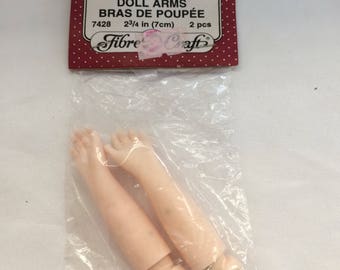 DOLL ARMS
BRAS DE POUPÉE
7428 2¾ in (7cm) 2 pcs
Fibre Craft